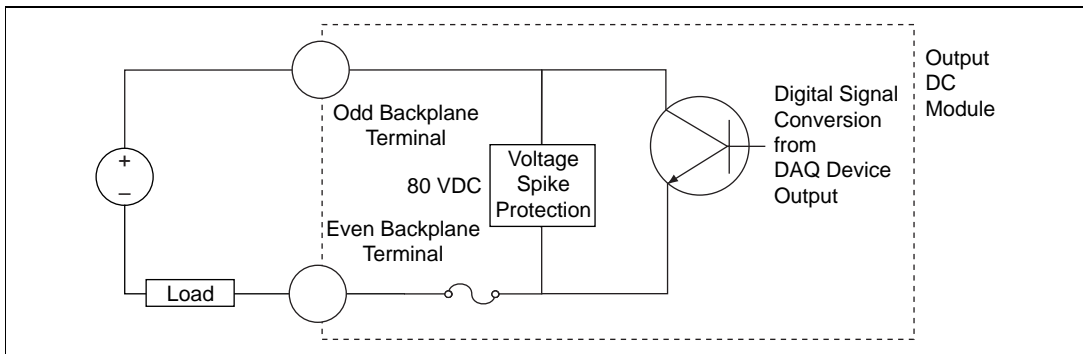 Output
DC
Module
Odd Backplane
Terminal
Digital Signal
Conversion
from
DAQ Device
Output
+
–
80 VDC
Voltage
Spike
Protection
Even Backplane
Terminal
Load